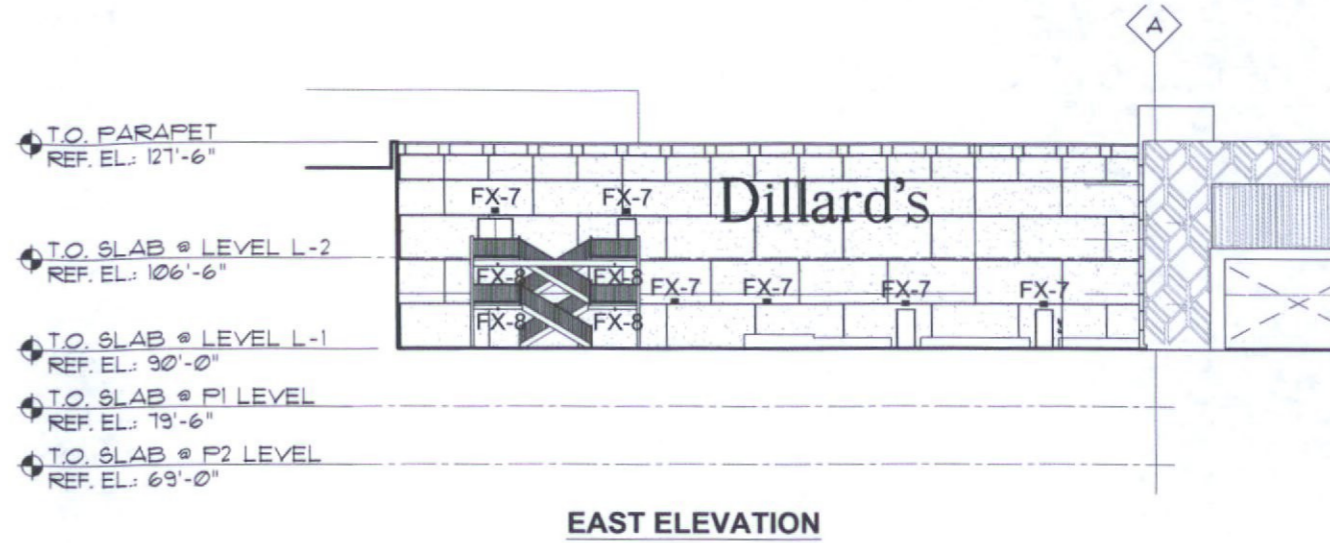 A
T.O. PARAPET
REF. EL.: 127'-6"
FX-7 FX-7 Dillard's
T.O. SLAB @ LEVEL L-2
REF. EL.: 106'-6"
FX-8 FX-8 FX-7 FX-7 FX-7 FX-7
FX-8 FX-8
T.O. SLAB @ LEVEL L-1
REF. EL.: 90'-0"
T.O. SLAB @ P1 LEVEL
REF. EL.: 79'-6"
T.O. SLAB @ P2 LEVEL
REF. EL.: 69'-0"
EAST ELEVATION